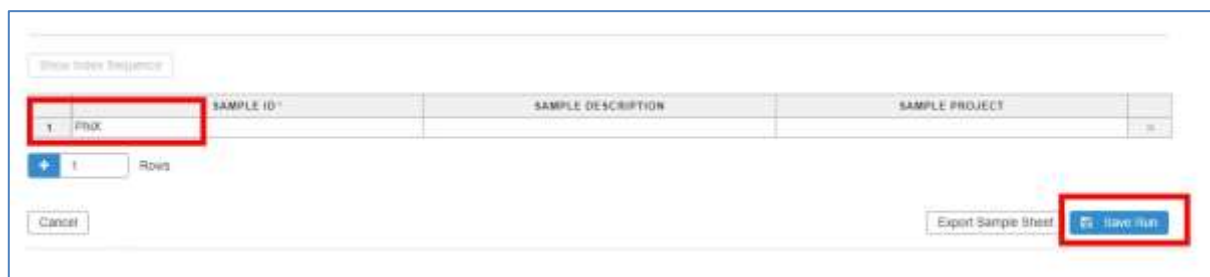 Show Index Sequence
SAMPLE ID * SAMPLE DESCRIPTION SAMPLE PROJECT
1 PhiX
+ 1 Rows
Cancel Export Sample Sheet Save Run